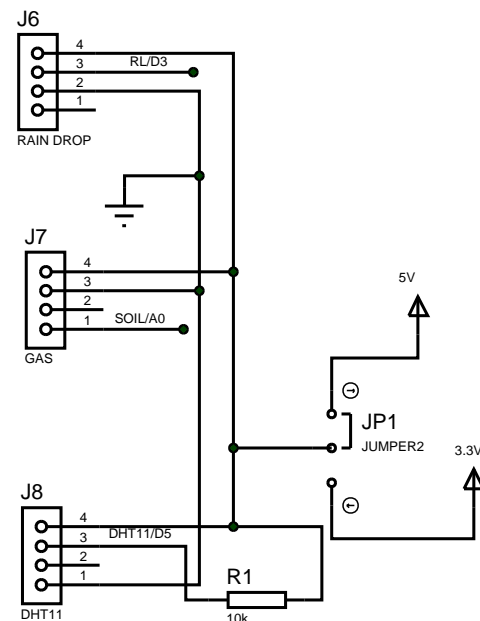 J6
4
3
RL/D3
2
1
RAIN DROP
J7
4
3
2
1
SOIL/A0
GAS
5V
JP1
JUMPER2
3.3V
J8
4
DHT11/D5
3
2
1
DHT11
R1
10k